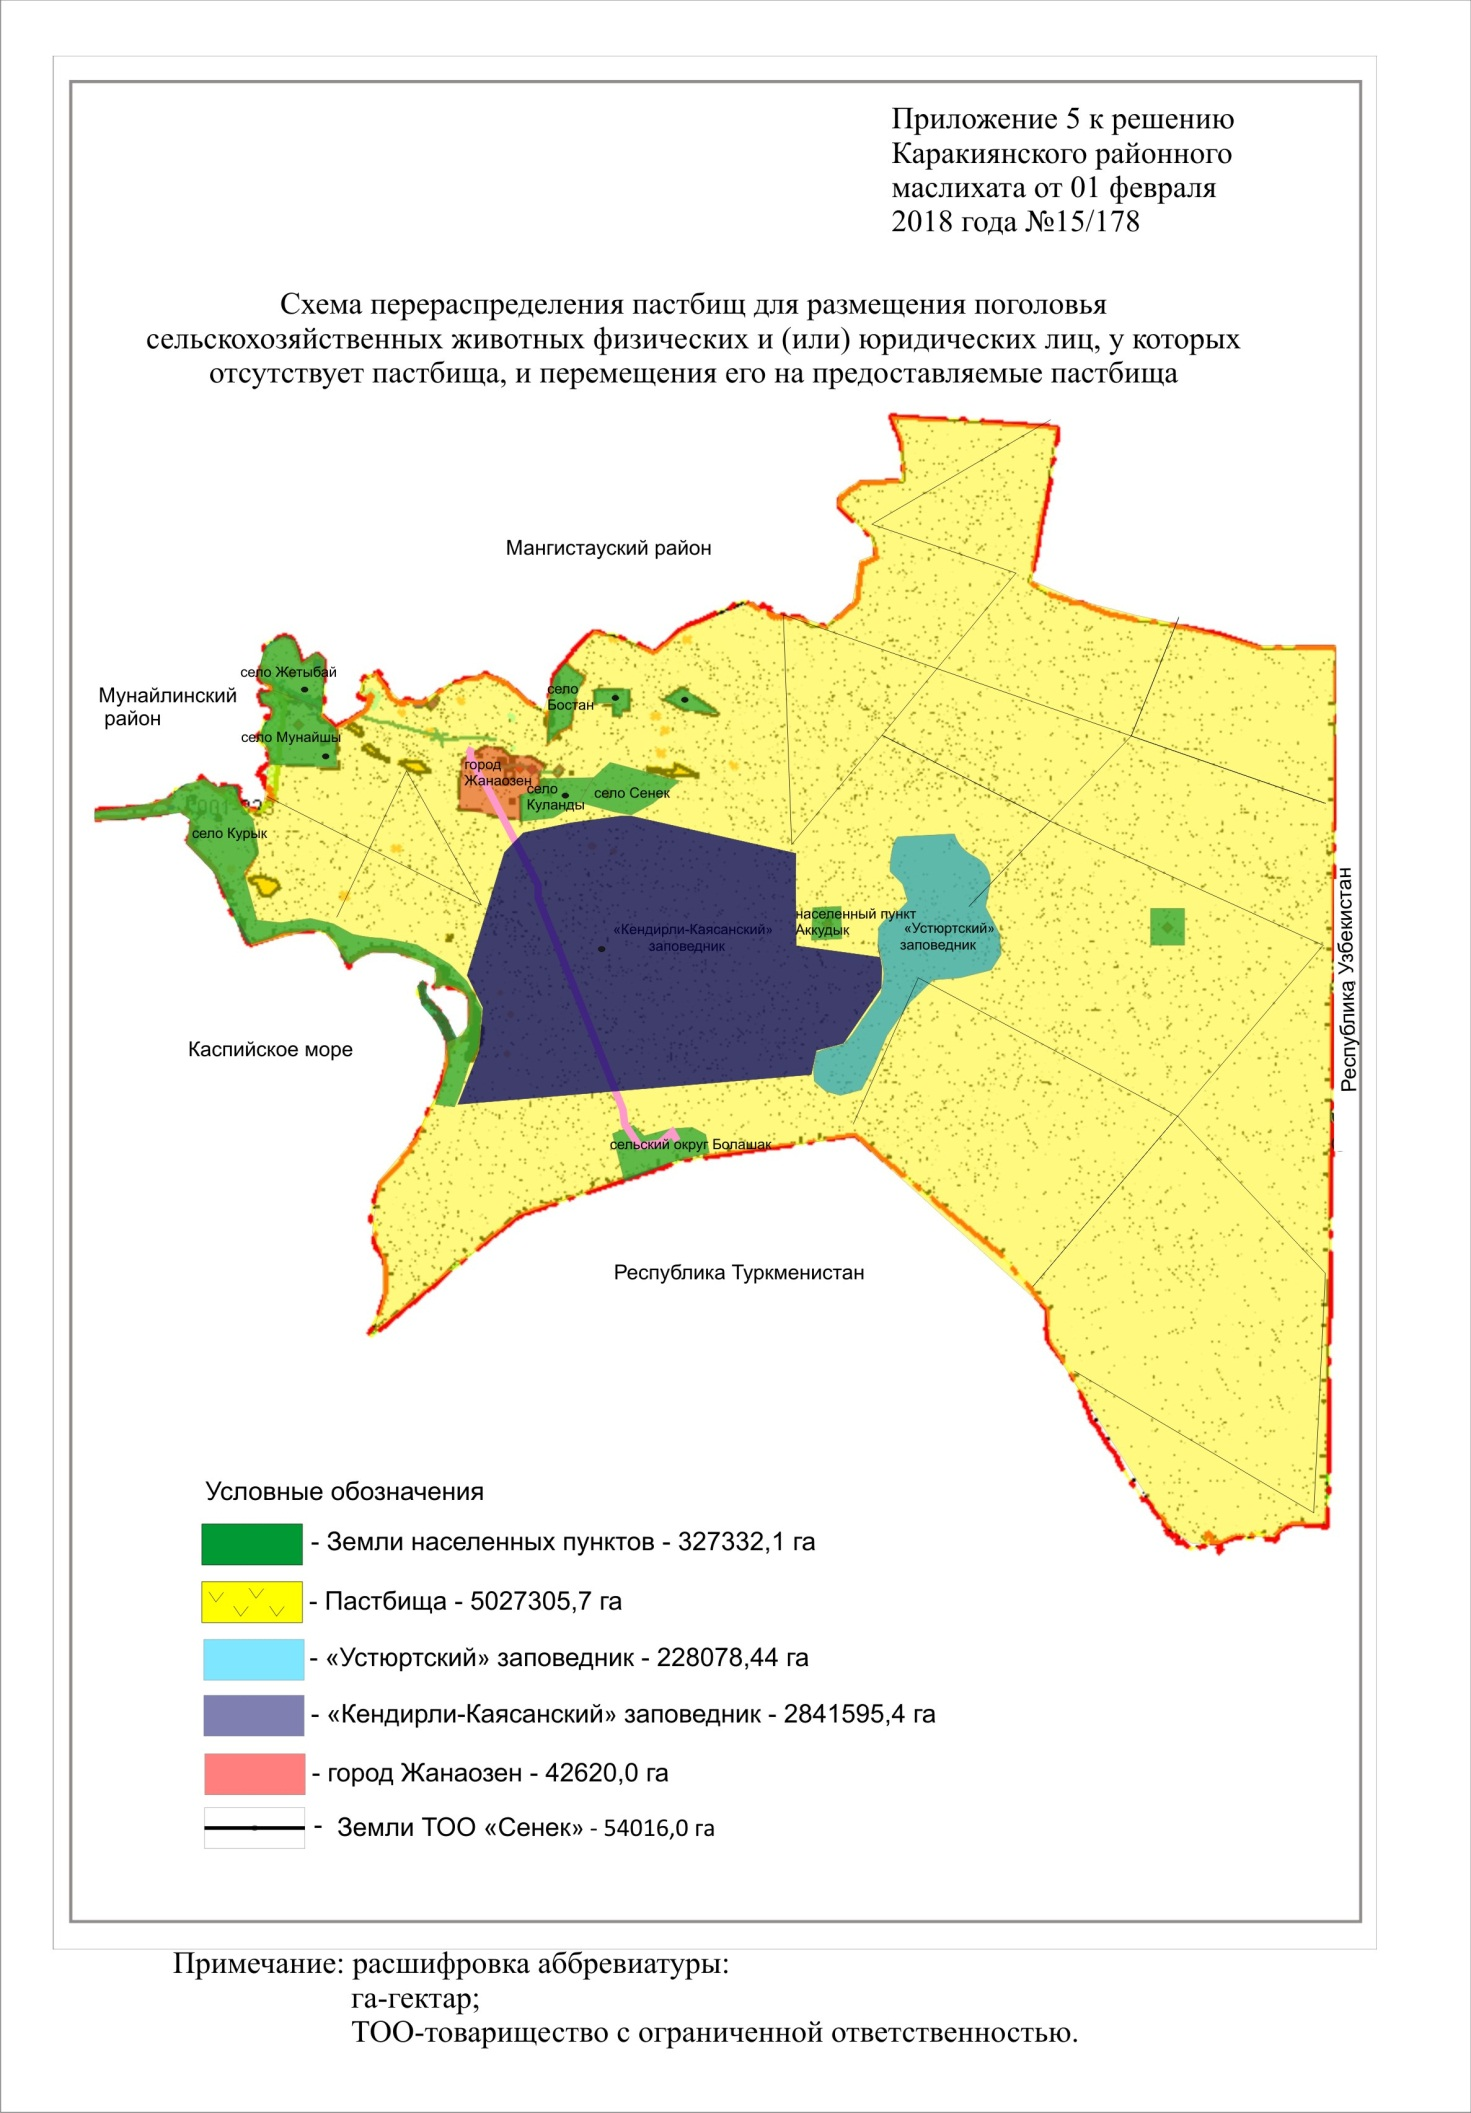 Приложение 5 к решению
Каракиянского районного
маслихата от 01 февраля
2018 года №15/178
Схема перераспределения пастбищ для размещения поголовья
сельскохозяйственных животных физических и (или) юридических лиц, у которых
отсутствует пастбища, и перемещения его на предоставляемые пастбища
Мангистауский район
Мунайлинский
район
село Жетыбай
село Мунайшы
село
Бостан
город
Жанаозен
село
Куланды
село Сенек
село Курык
«Кендирли-Каясанский»
заповедник
населенный пункт
Аккудык
«Устюртский»
заповедник
Республика Узбекистан
Каспийское море
сельский округ Болашак
Республика Туркменистан
Условные обозначения
- Земли населенных пунктов - 327332,1 га
- Пастбища - 5027305,7 га
- «Устюртский» заповедник - 228078,44 га
- «Кендирли-Каясанский» заповедник - 2841595,4 га
- город Жанаозен - 42620,0 га
- Земли ТОО «Сенек» - 54016,0 га
Примечание: расшифровка аббревиатуры:
га-гектар;
ТОО-товарищество с ограниченной ответственностью.